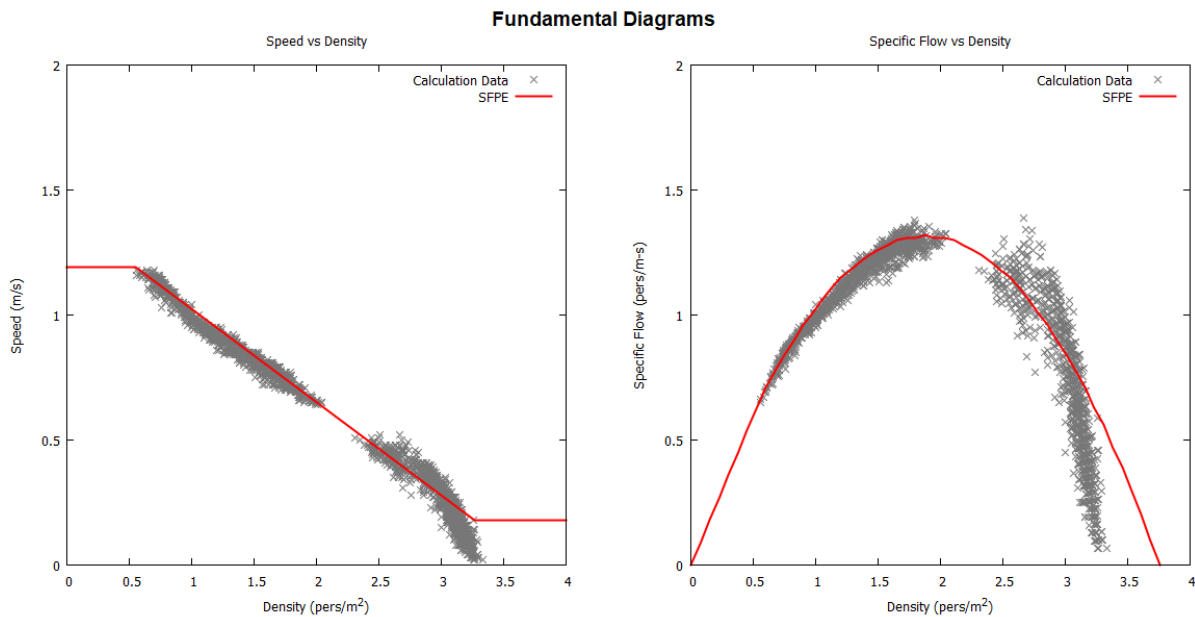 Fundamental Diagrams
Speed vs Density
2
1.5
1
0.5
0
Speed (m/s)
Calculation Data
SFPE
0 0.5 1 1.5 2 2.5 3 3.5 4
Density (pers/m²)
Specific Flow vs Density
2
1.5
1
0.5
0
Specific Flow (pers/m-s)
Calculation Data
SFPE
0 0.5 1 1.5 2 2.5 3 3.5 4
Density (pers/m²)